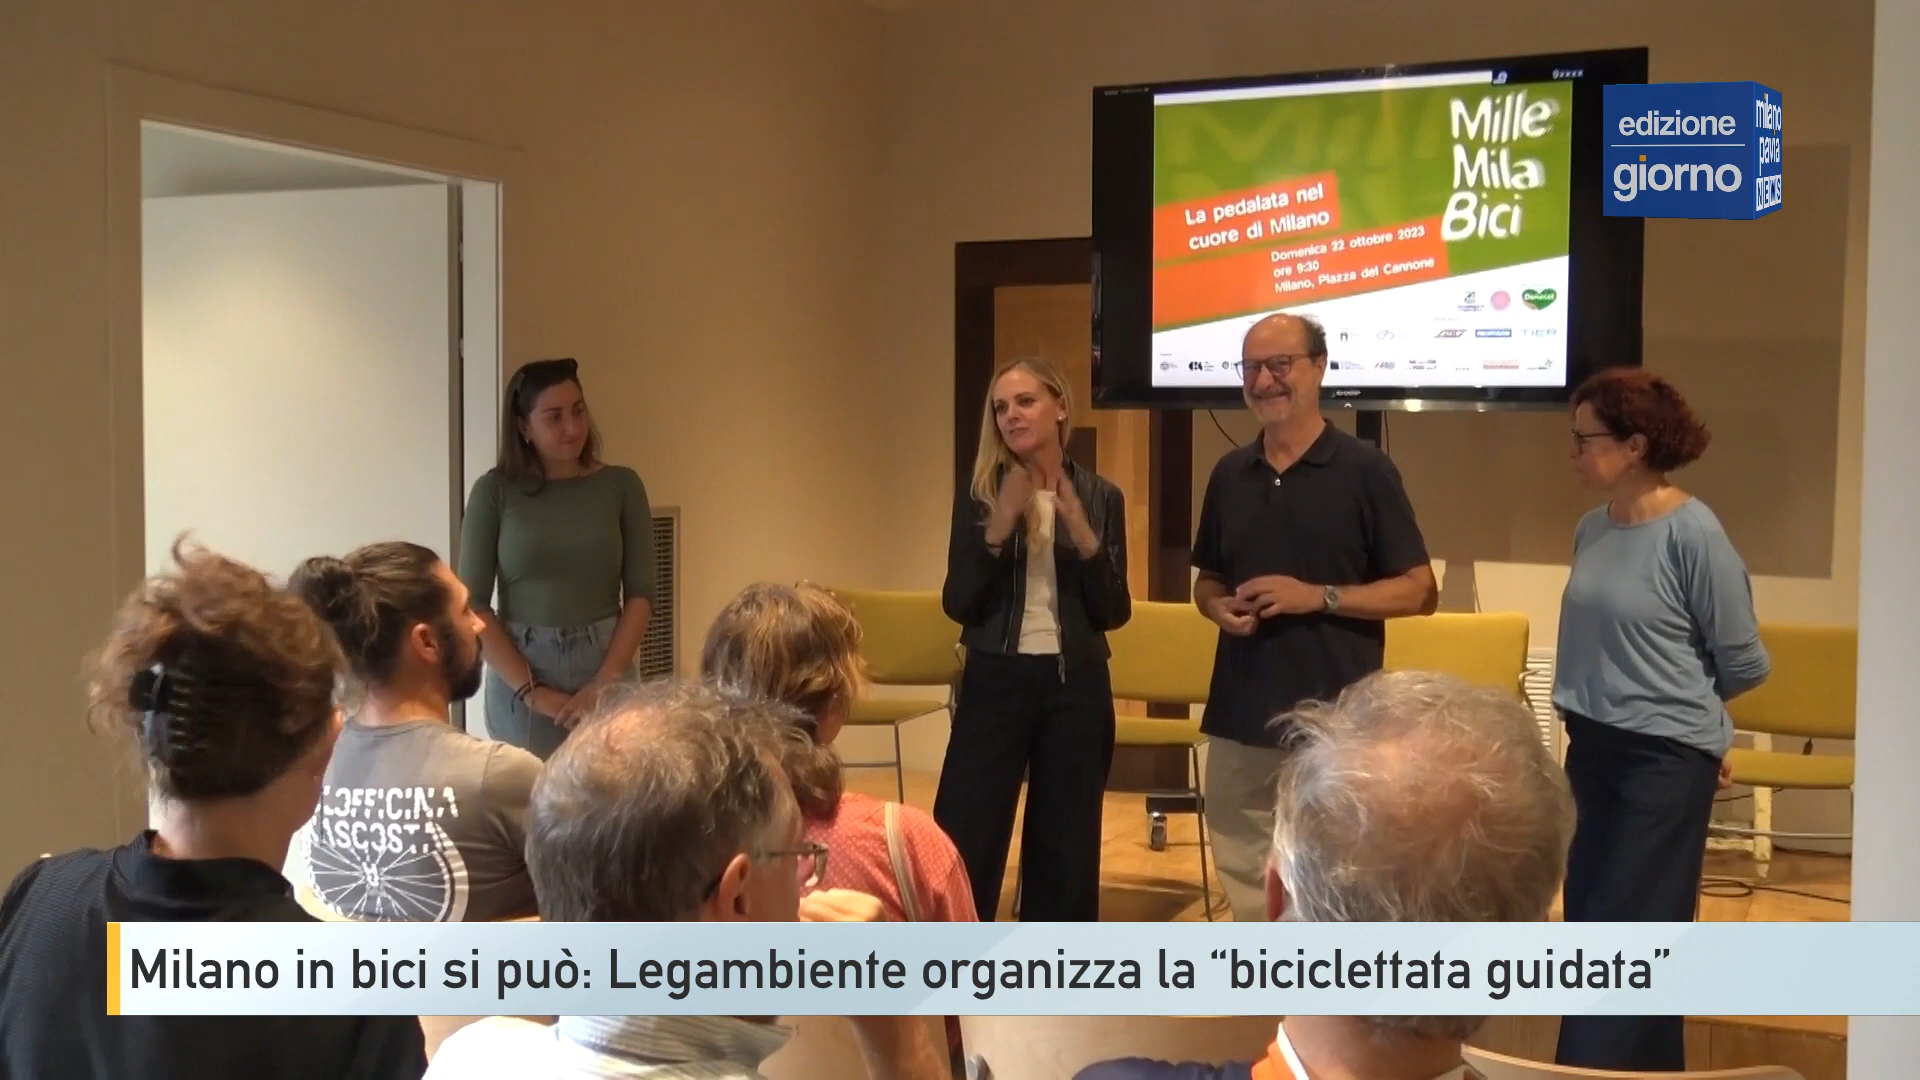 Mille
Mila
Bici
La pedalata nel
cuore di Milano
Domenica 22 ottobre 2023
ore 9:30
Milano, Piazza del Cannone
TIER
edizione
giorno
milano
pavia
NEWS
L'OFFICINA
NASCOSTA
Milano in bici si può: Legambiente organizza la “biciclettata guidata”